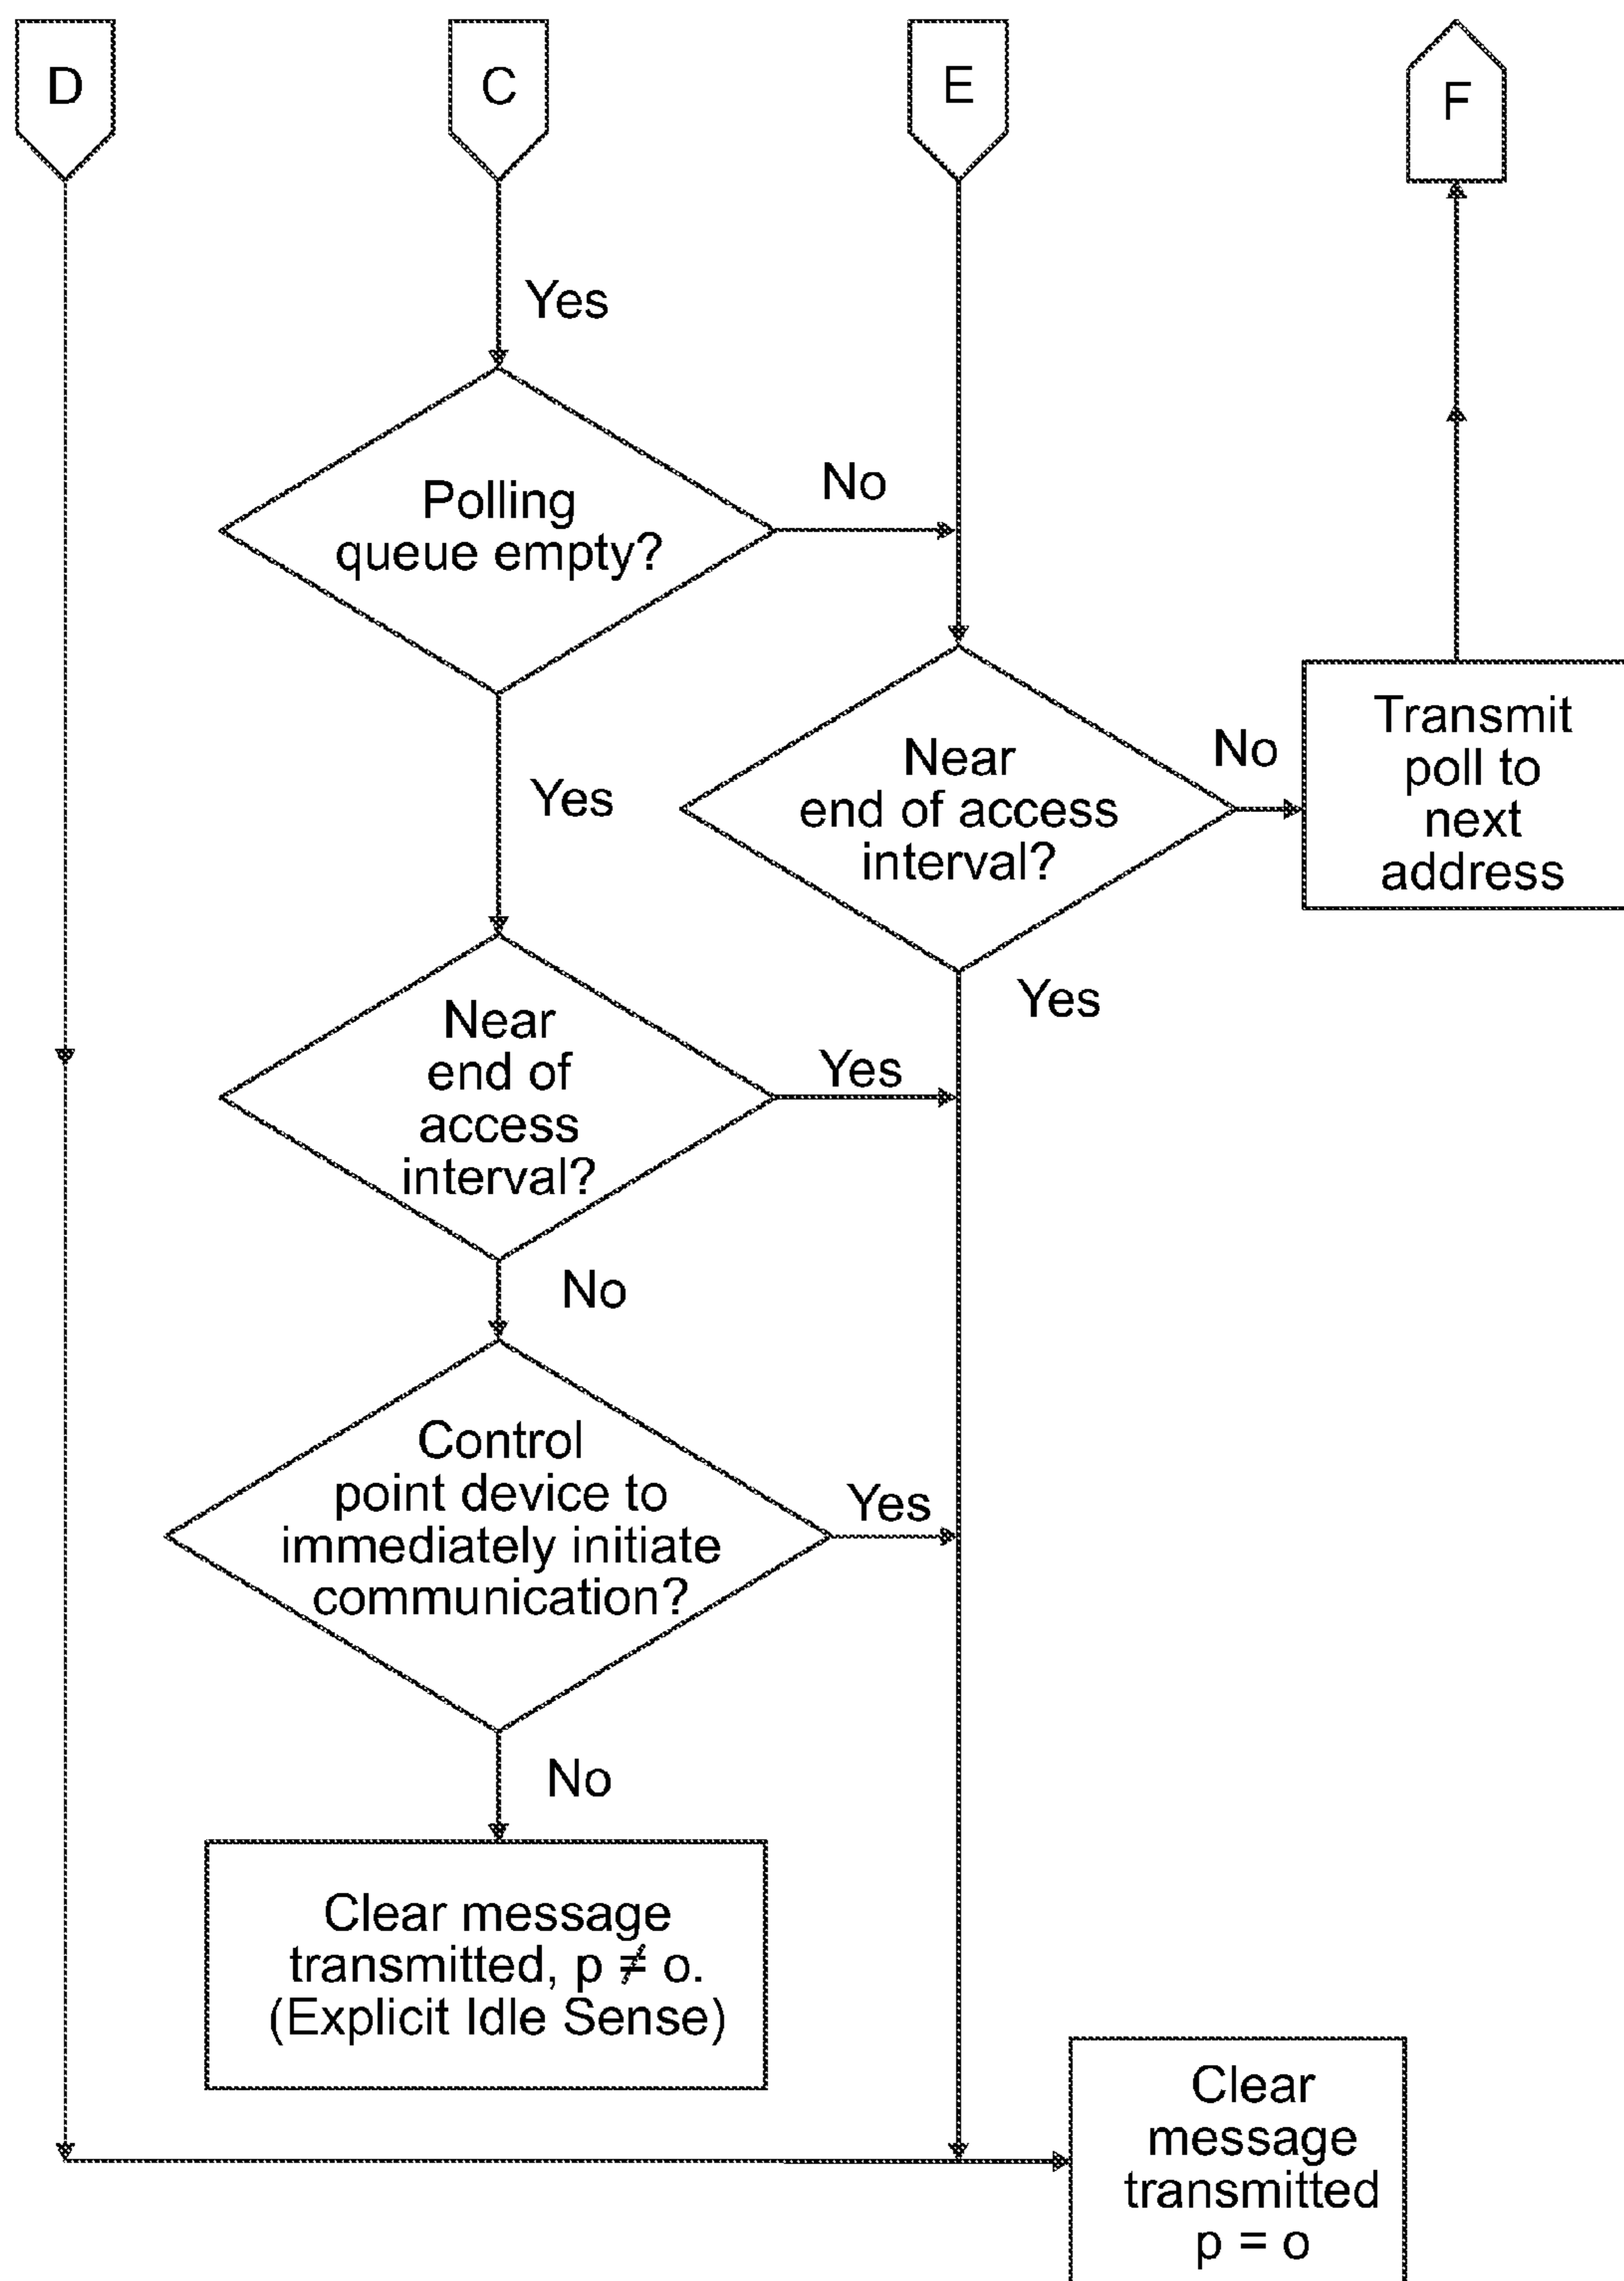 D
C
E
F
Yes
Polling
queue empty?
No
Yes
Near
end of access
interval?
No
Transmit
poll to
next
address
Yes
Near
end of
access
interval?
Yes
No
Control
point device to
immediately initiate
communication?
Yes
No
Clear message
transmitted, p ≠ o.
(Explicit Idle Sense)
Clear
message
transmitted
p = o